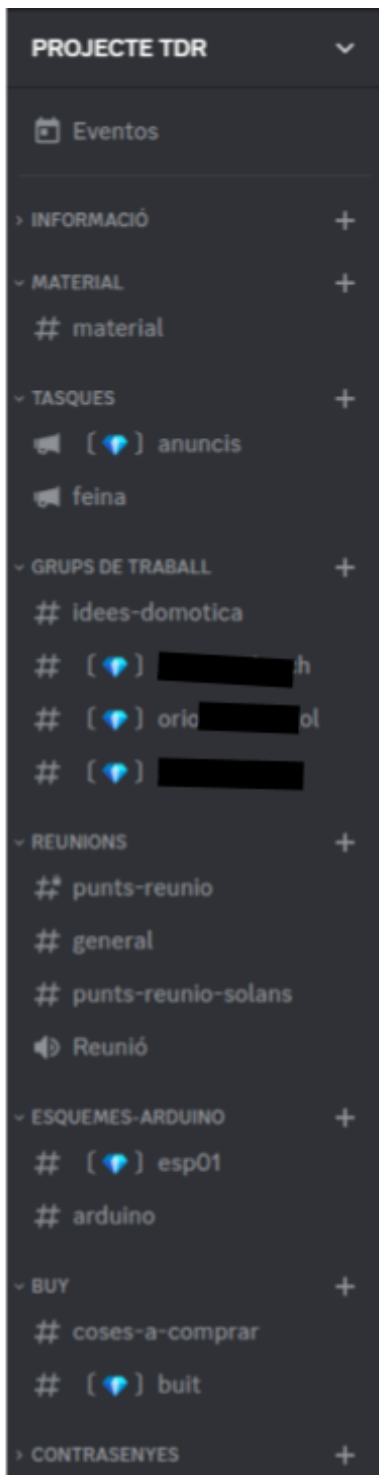 PROJECTE TDR
Eventos
INFORMACIÓ
MATERIAL
# material
TASQUES
〔💎〕 anuncis
feina
GRUPS DE TRABALL
# idees-domotica
# 〔💎〕
# 〔💎〕
# 〔💎〕
REUNIONS
# punts-reunio
# general
# punts-reunio-solans
Reunió
ESQUEMES-ARDUINO
# 〔💎〕 esp01
# arduino
BUY
# coses-a-comprar
# 〔💎〕 buit
CONTRASENYES